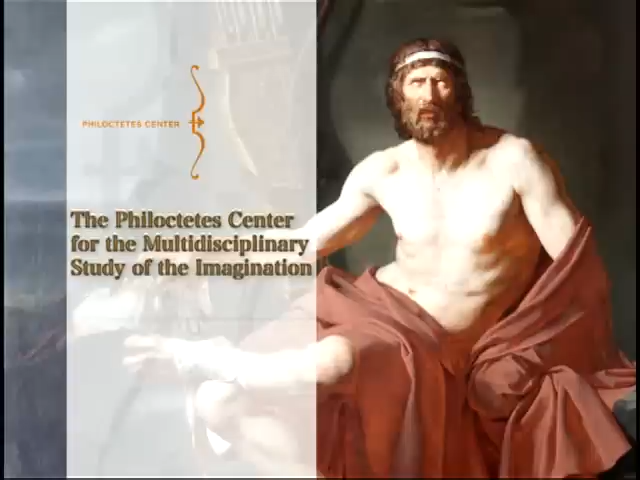 PHILOCTETES CENTER
The Philoctetes Center
for the Multidisciplinary
Study of the Imagination